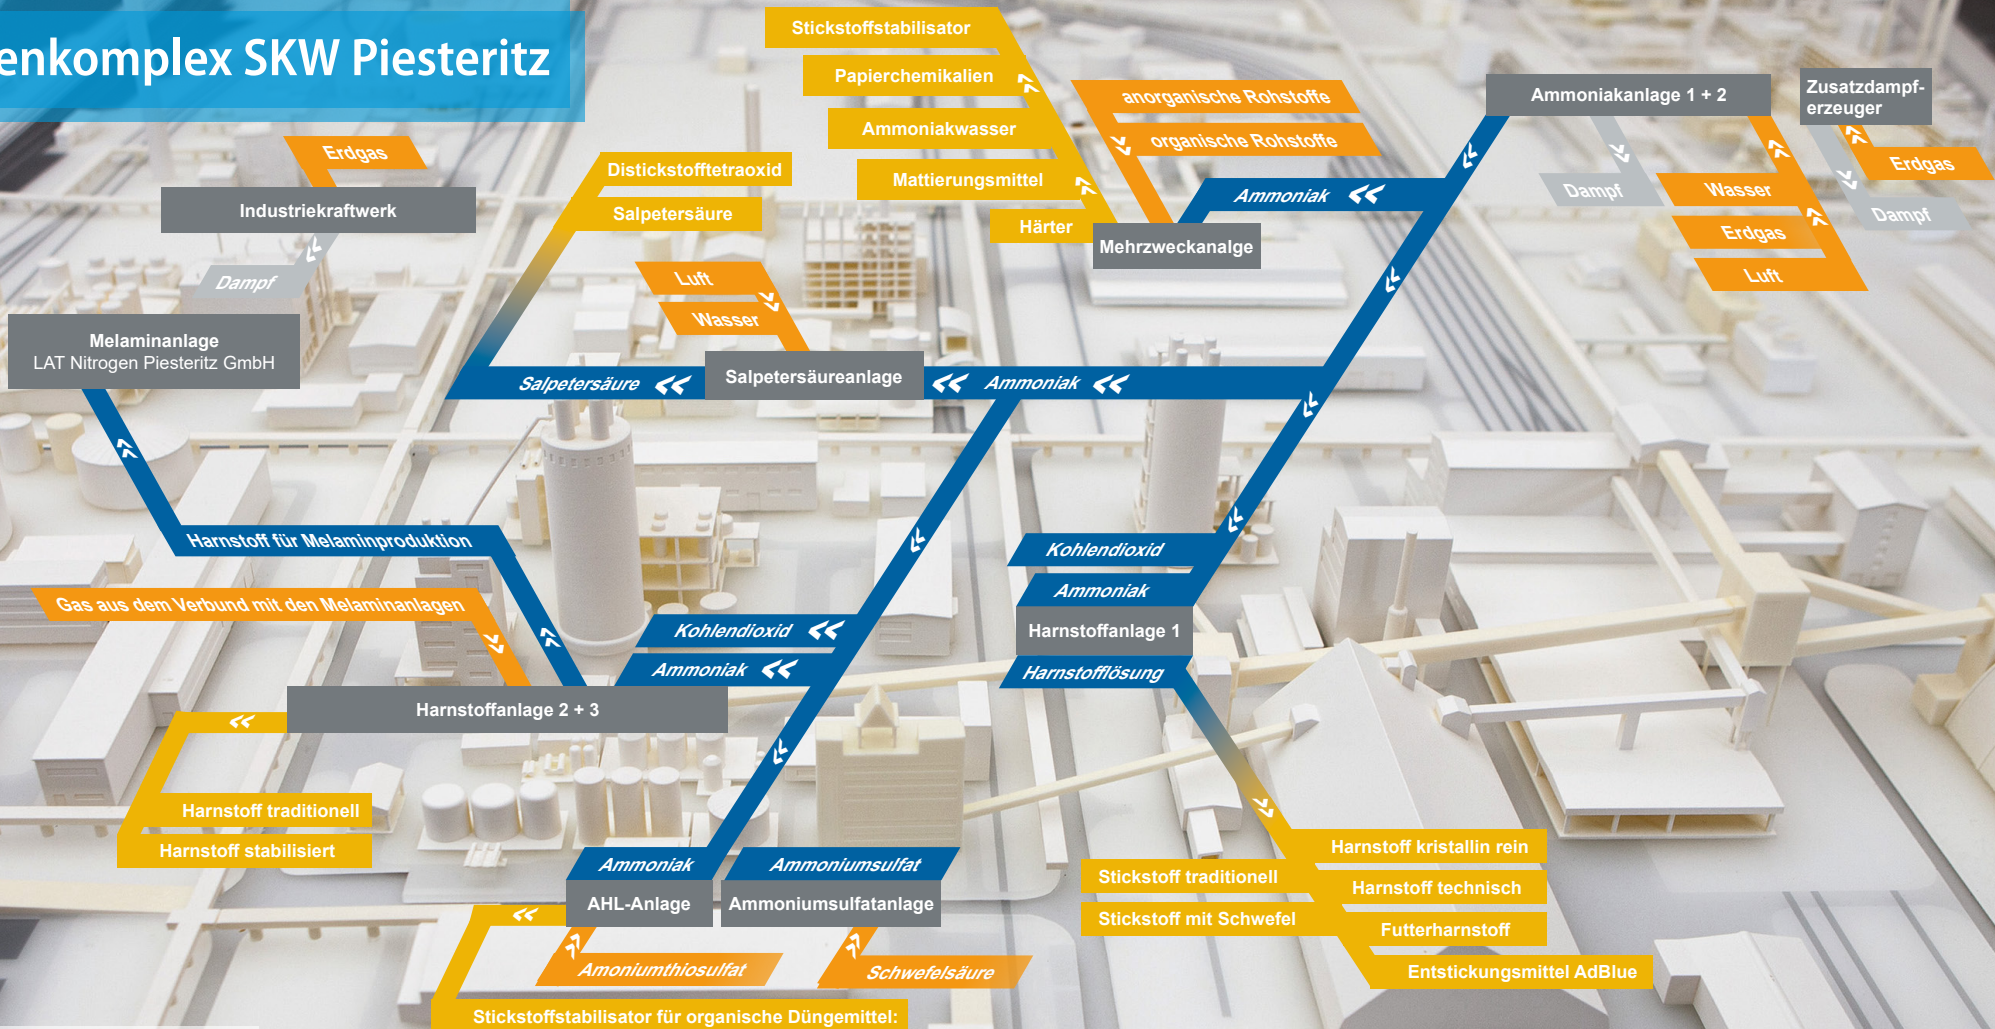 enkomplex SKW Piesteritz
Stickstoffstabilisator
Papierchemikalien
Ammoniakwasser
Mattierungsmittel
Härter
anorganische Rohstoffe
organische Rohstoffe
Mehrzweckanalge
Ammoniak
Ammoniakanlage 1 + 2
Dampf
Wasser
Erdgas
Luft
Zusatzdampf-
erzeuger
Erdgas
Dampf
Erdgas
Industriekraftwerk
Dampf
Melaminanlage
LAT Nitrogen Piesteritz GmbH
Distickstofftetraoxid
Salpetersäure
Luft
Wasser
Salpetersäure
Salpetersäureanlage
Ammoniak
Harnstoff für Melaminproduktion
Gas aus dem Verbund mit den Melaminanlagen
Kohlendioxid
Ammoniak
Harnstoffanlage 2 + 3
Harnstoff traditionell
Harnstoff stabilisiert
Kohlendioxid
Ammoniak
Harnstoffanlage 1
Harnstofflösung
Ammoniak
AHL-Anlage
Ammoniumsulfat
Ammoniumsulfatanlage
Amoniumthiosulfat
Schwefelsäure
Stickstoffstabilisator für organische Düngemittel:
Stickstoff traditionell
Stickstoff mit Schwefel
Harnstoff kristallin rein
Harnstoff technisch
Futterharnstoff
Entstickungsmittel AdBlue